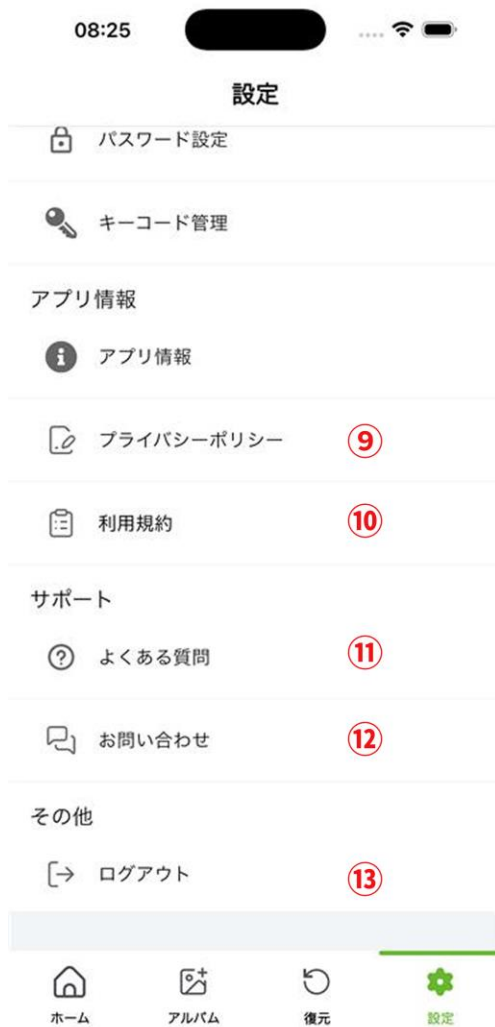 08:25
設定
パスワード設定
キーコード管理
アプリ情報
アプリ情報
プライバシーポリシー ⑨
利用規約 ⑩
サポート
よくある質問 ⑪
お問い合わせ ⑫
その他
ログアウト ⑬
ホーム アルバム 復元 設定